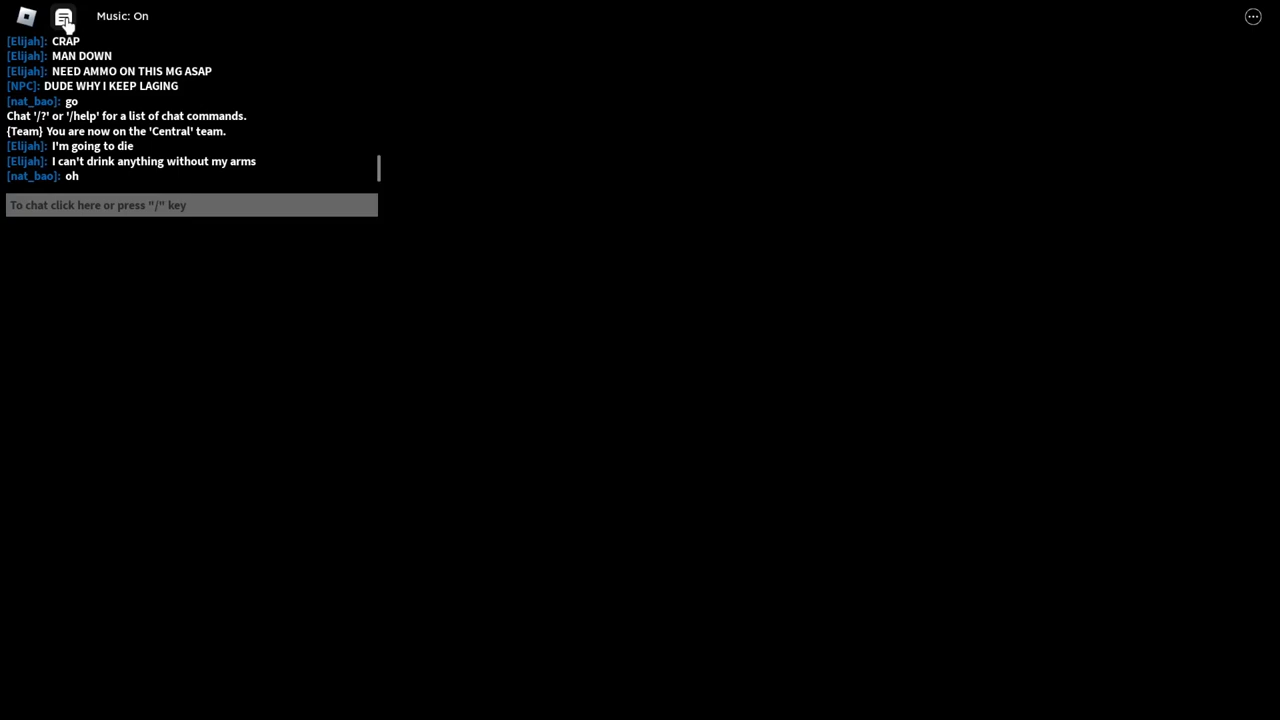 Music: On
[Elijah]: CRAP
[Elijah]: MAN DOWN
[Elijah]: NEED AMMO ON THIS MG ASAP
[NPC]: DUDE WHY I KEEP LAGING
[nat_bao]: go
Chat '/?' or '/help' for a list of chat commands.
{Team} You are now on the 'Central' team.
[Elijah]: I'm going to die
[Elijah]: I can't drink anything without my arms
[nat_bao]: oh
To chat click here or press "/" key